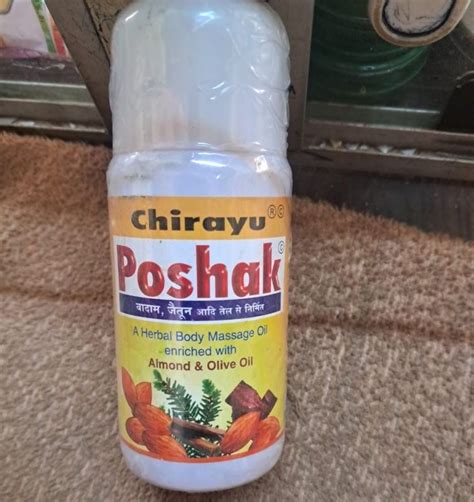 Chirayu ®©
Poshak ©
बादाम, जैतून आदि तेल से निर्मित
A Herbal Body Massage Oil
enriched with
Almond & Olive Oil